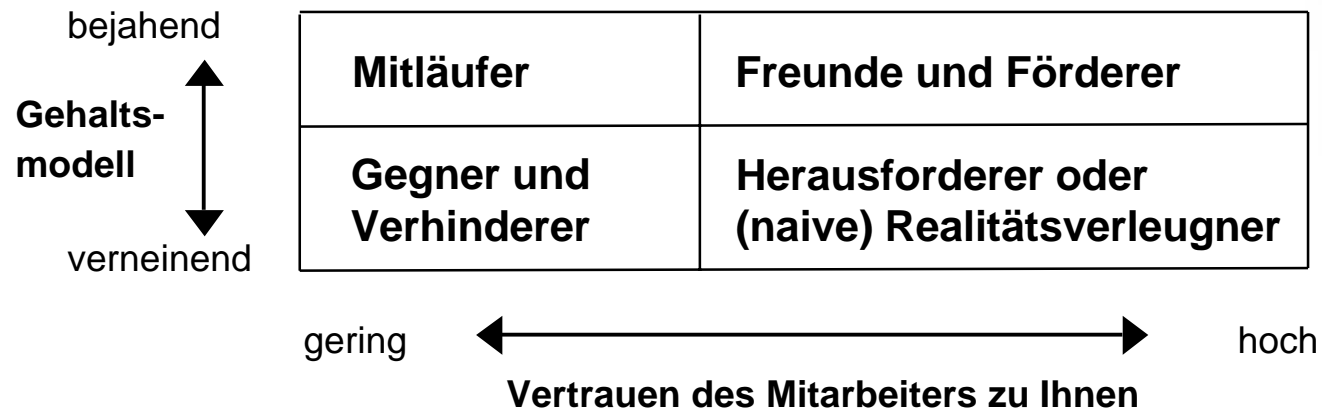 bejahend
Mitläufer
Freunde und Förderer
Gehalts-
modell
Gegner und
Verhinderer
Herausforderer oder
(naive) Realitätsverleugner
verneinend
gering
hoch
Vertrauen des Mitarbeiters zu Ihnen